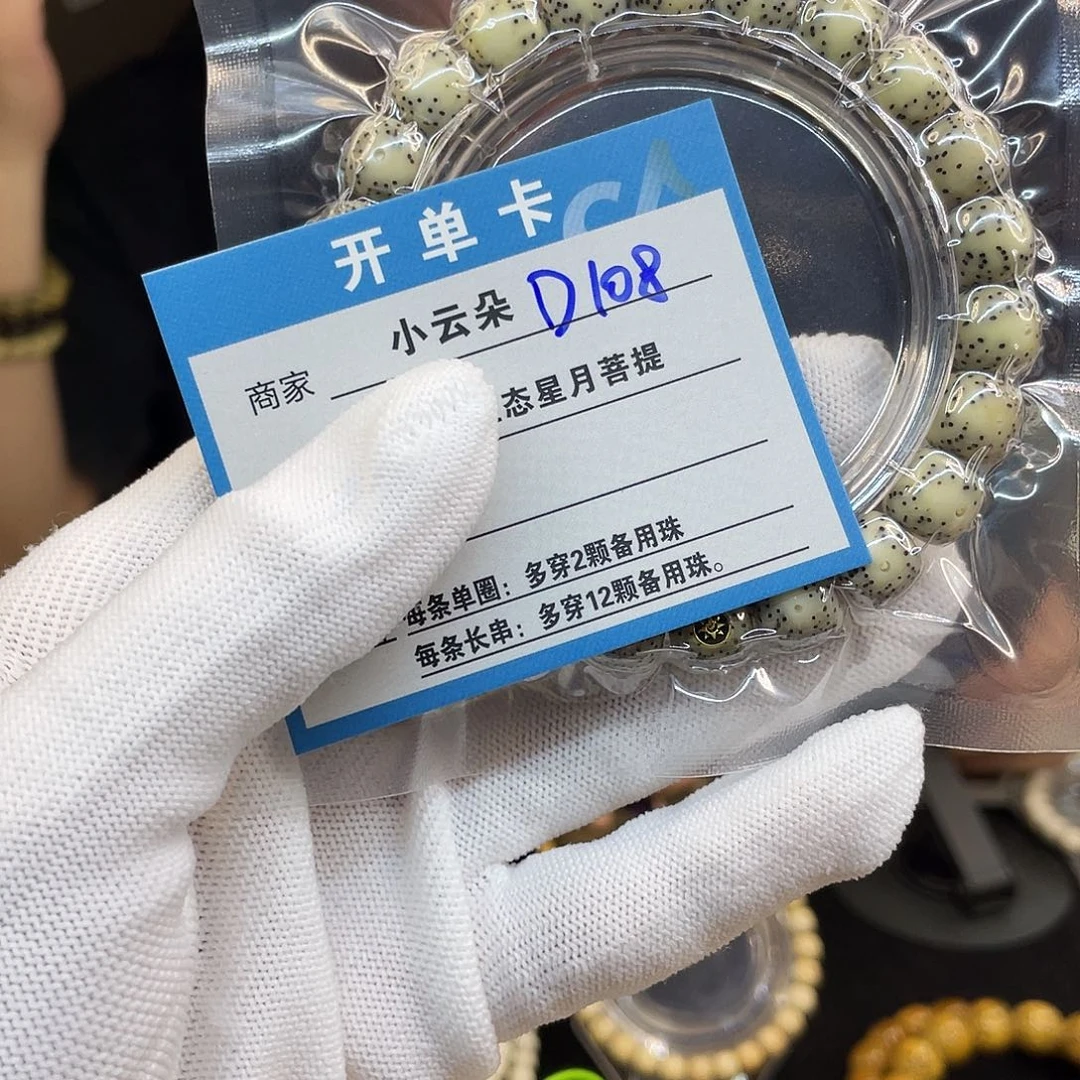 开单卡
小云朵 D108
商家
态星月菩提
每条单圈：多穿2颗备用珠
每条长串：多穿12颗备用珠。